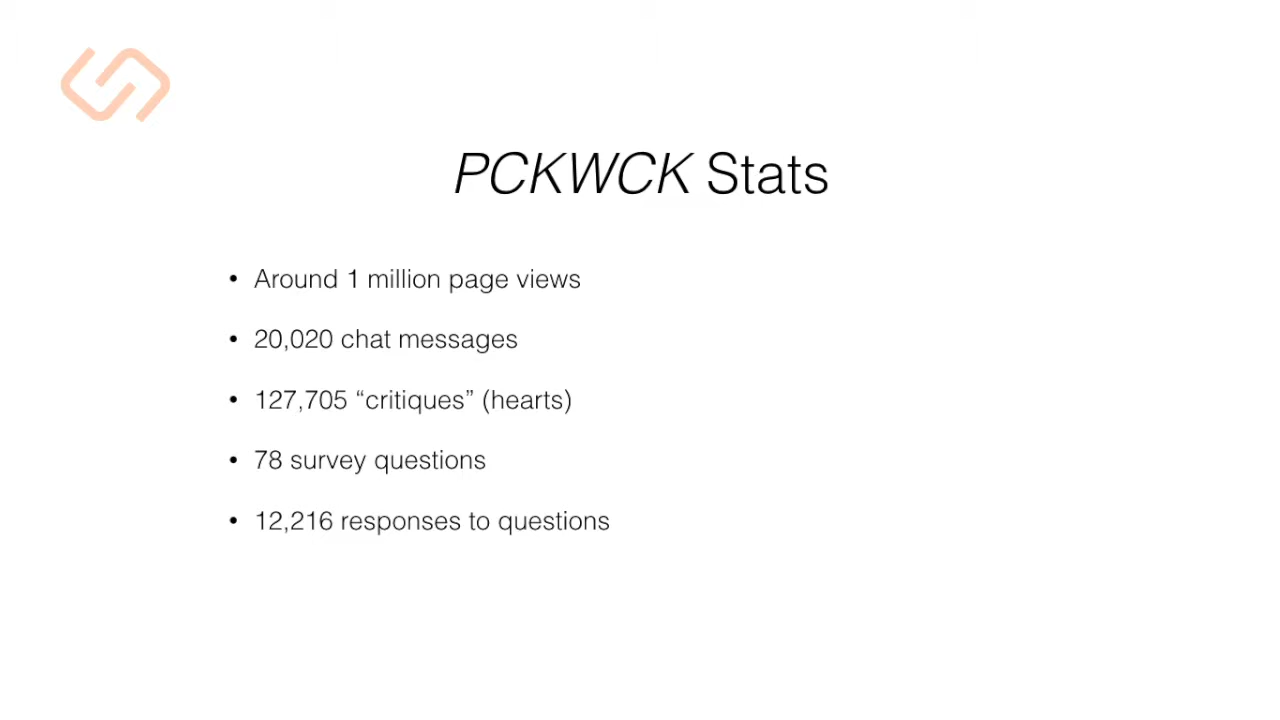 PCKWCK Stats
• Around 1 million page views
• 20,020 chat messages
• 127,705 “critiques” (hearts)
• 78 survey questions
• 12,216 responses to questions